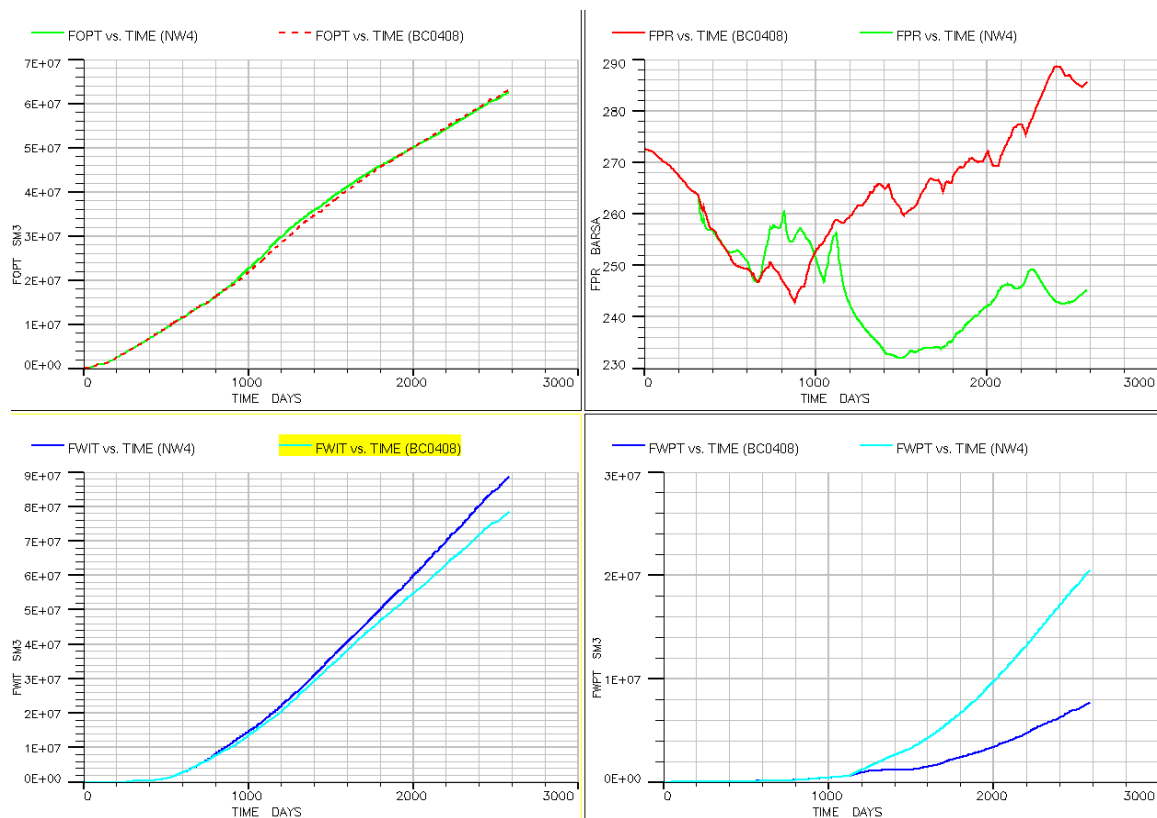 FOPT vs. TIME (NW4)
FOPT vs. TIME (BC0408)
7E+07
6E+07
5E+07
4E+07
3E+07
2E+07
1E+07
0E+00
FOPT SM3
0
1000
2000
3000
TIME DAYS
FPR vs. TIME (BC0408)
FPR vs. TIME (NW4)
290
280
270
260
250
240
230
FPR BARSA
0
1000
2000
3000
TIME DAYS
FWIT vs. TIME (NW4)
FWIT vs. TIME (BC0408)
9E+07
8E+07
7E+07
6E+07
5E+07
4E+07
3E+07
2E+07
1E+07
0E+00
FWIT SM3
0
1000
2000
3000
TIME DAYS
FWPT vs. TIME (BC0408)
FWPT vs. TIME (NW4)
3E+07
2E+07
1E+07
0E+00
FWPT SM3
0
1000
2000
3000
TIME DAYS